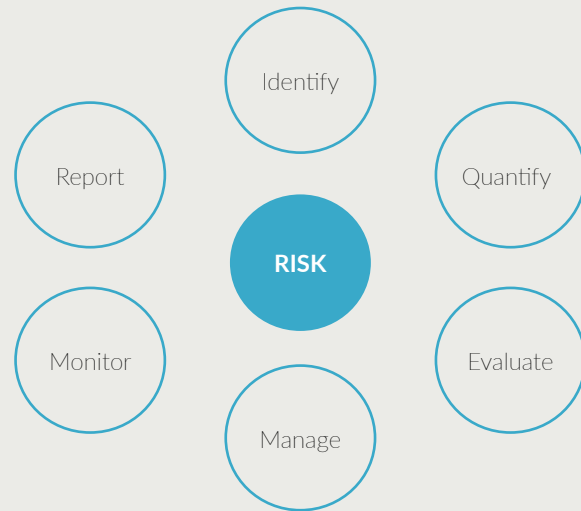 Identify
Report
Quantify
RISK
Monitor
Evaluate
Manage